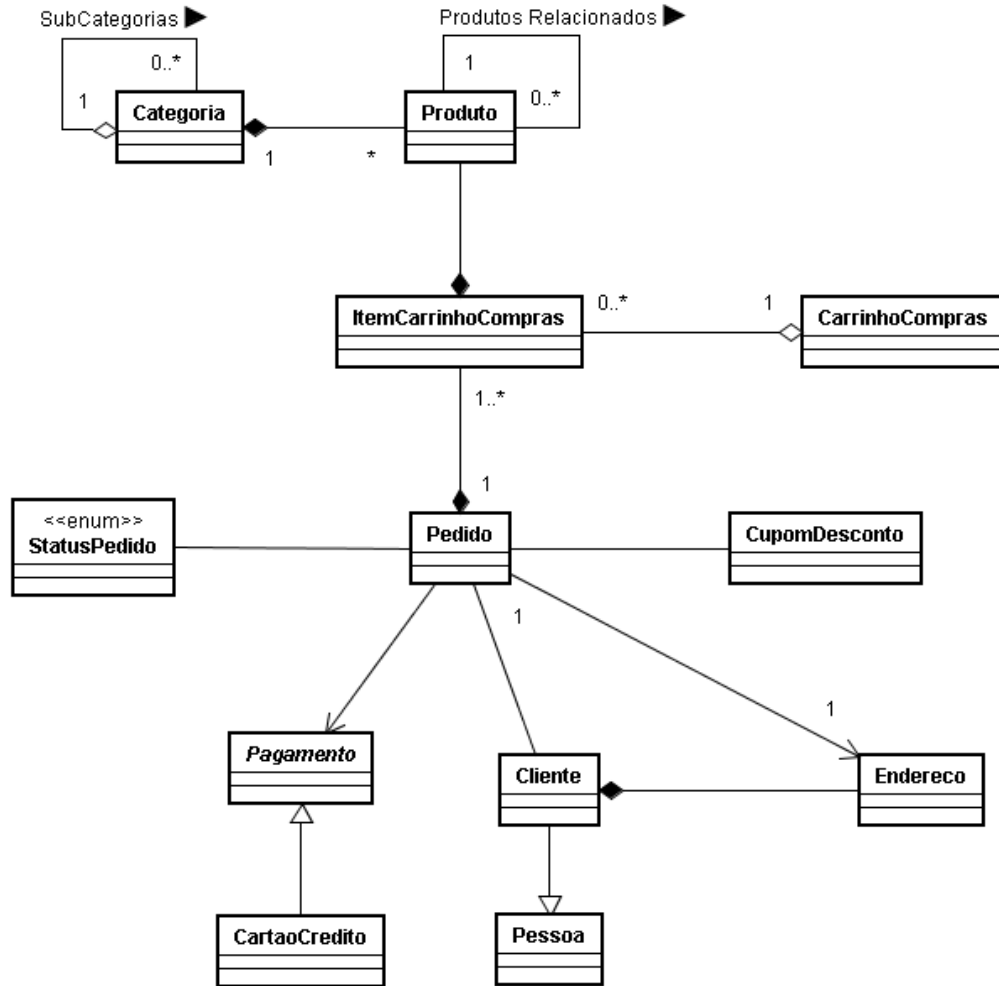 SubCategorias
Produtos Relacionados
0..*
1
1
0..*
Categoria
Produto
1
*
ItemCarrinhoCompras
0..*
1
CarrinhoCompras
1..*
1
<<enum>>
StatusPedido
Pedido
CupomDesconto
1
1
Pagamento
Cliente
Endereco
CartaoCredito
Pessoa